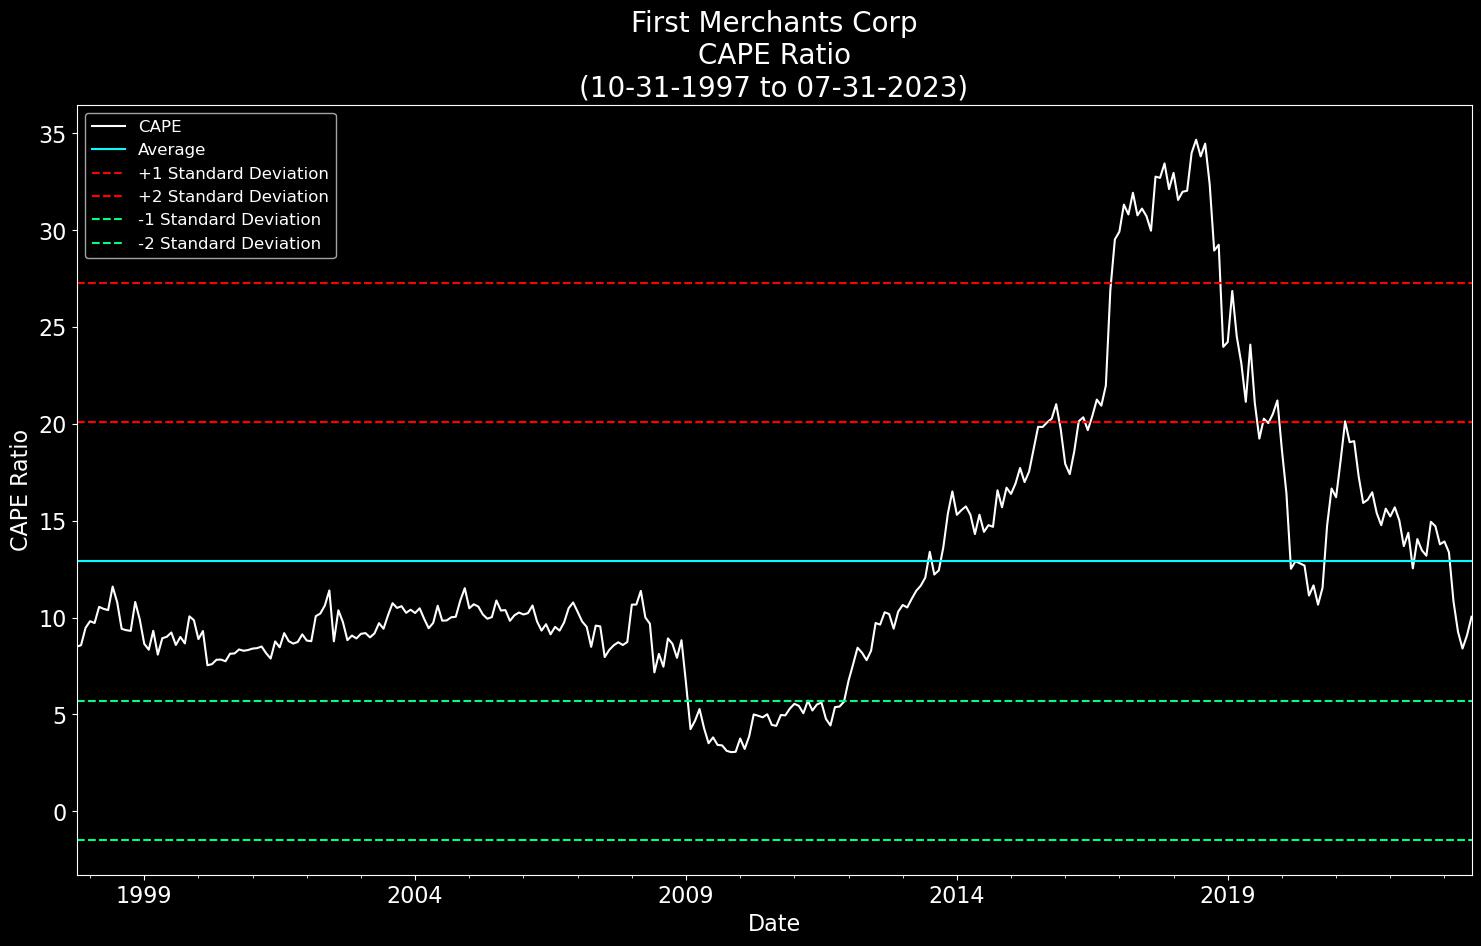 First Merchants Corp
CAPE Ratio
(10-31-1997 to 07-31-2023)
CAPE
Average
+1 Standard Deviation
+2 Standard Deviation
-1 Standard Deviation
-2 Standard Deviation
35
30
25
20
15
10
5
0
CAPE Ratio
1999
2004
2009
2014
2019
Date